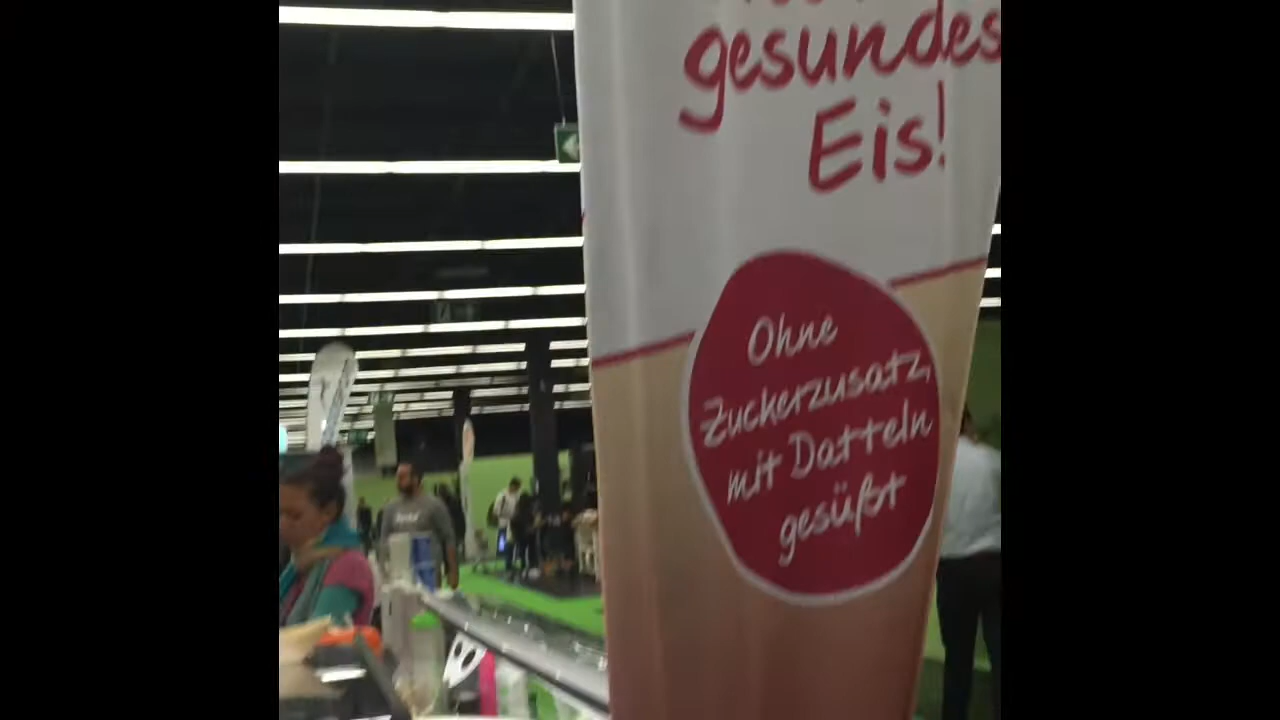 gesundes
Eis!
Ohne
Zuckerzusatz,
mit Datteln
gesüßt